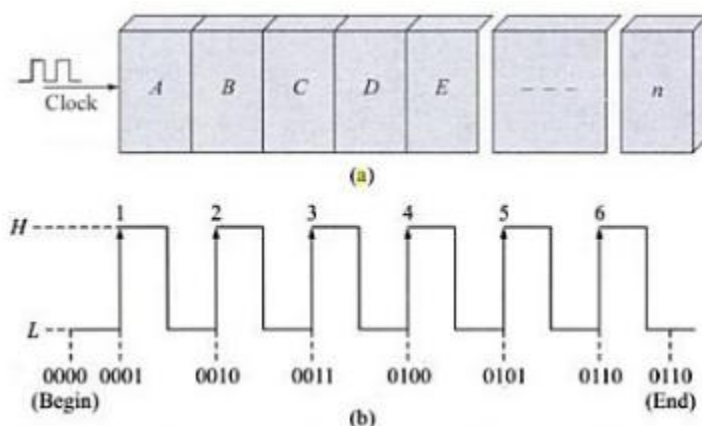 A B C D E - - - n
Clock
(a)
1 2 3 4 5 6
H
L
0000 0001 0010 0011 0100 0101 0110 0110
(Begin) (End)
(b)